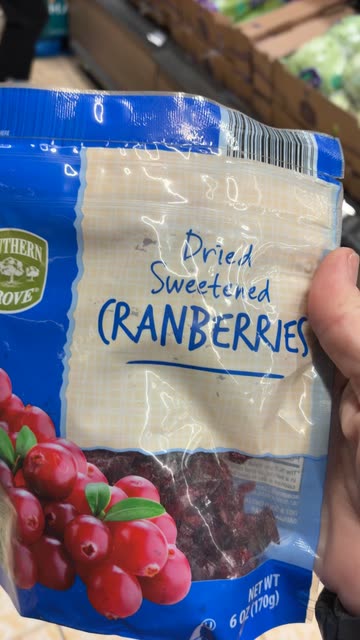 Dried
Sweetened
CRANBERRIES
NET WT
6 OZ (170g)